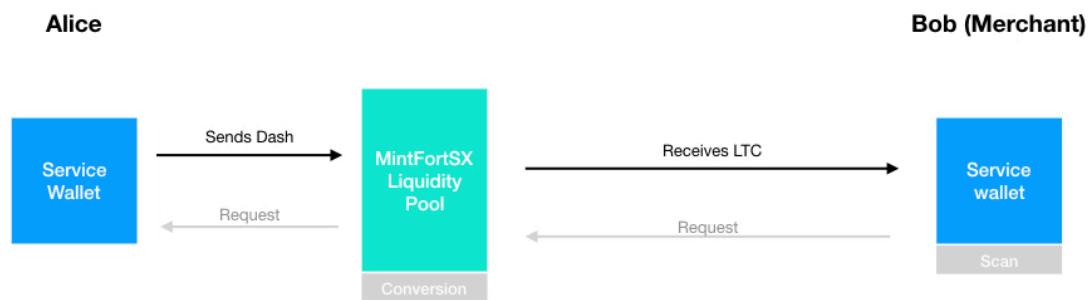 Alice
Bob (Merchant)
Sends Dash
Receives LTC
Service
Wallet
MintFortSX
Liquidity
Pool
Service
wallet
Request
Request
Scan
Conversion